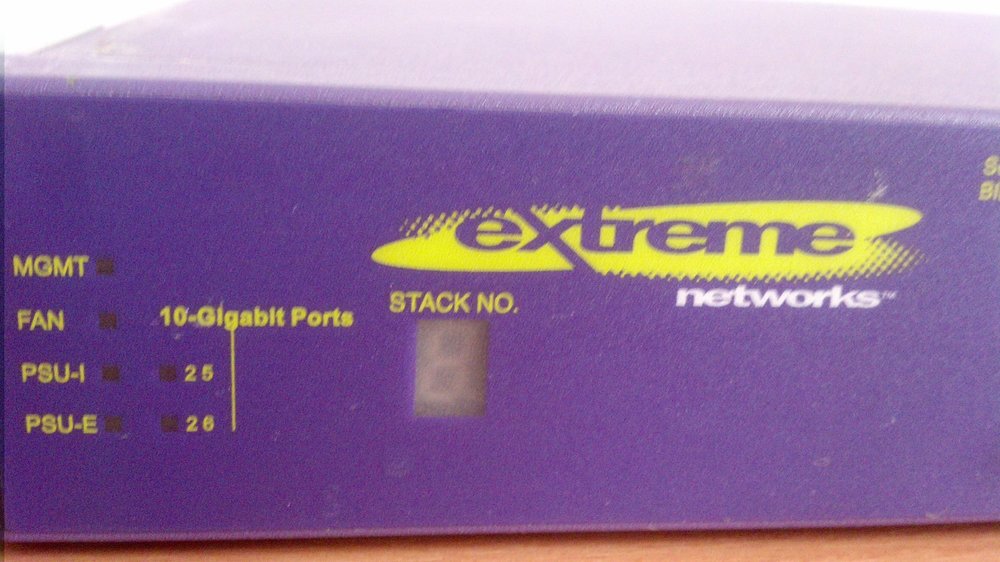 extreme
networks™
MGMT
FAN
PSU-I
PSU-E
10-Gigabit Ports
25
26
STACK NO.